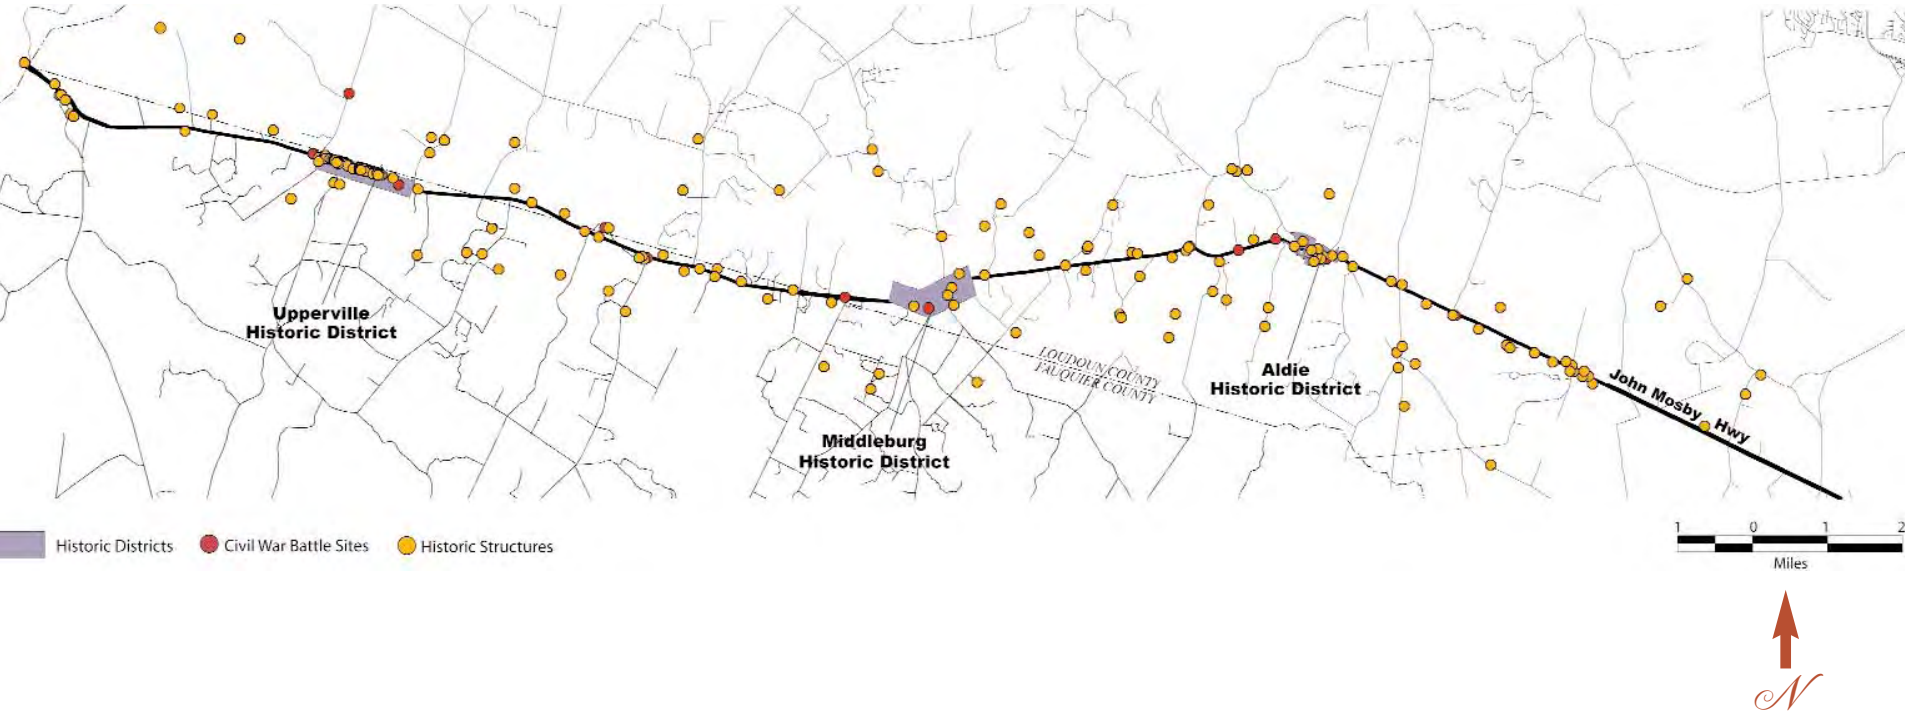 Upperville
Historic District
LOUDOUN COUNTY
FAUQUIER COUNTY
Aldie
Historic District
John Mosby Hwy
Middleburg
Historic District
Historic Districts
Civil War Battle Sites
Historic Structures
1 0 1 2
Miles
N